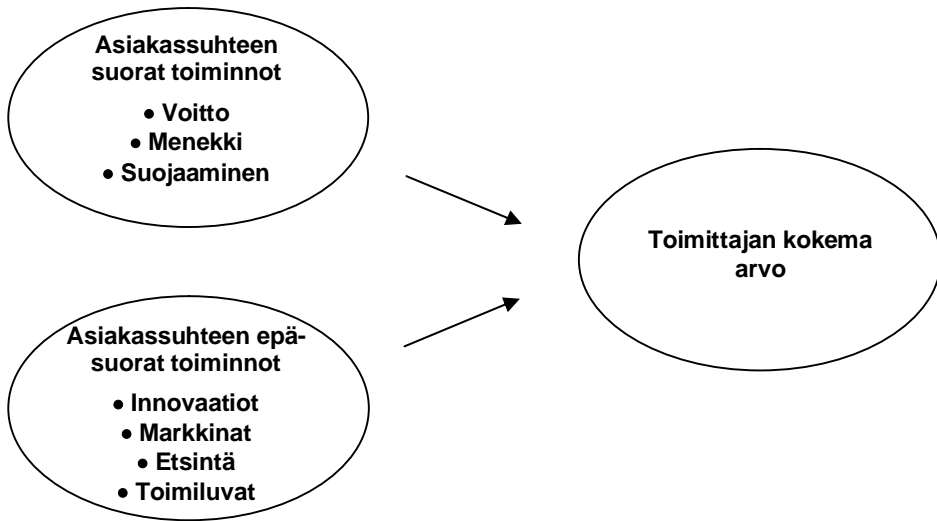 Asiakassuhteen
suorat toiminnot
• Voitto
• Menekki
• Suojaaminen
Toimittajan kokema
arvo
Asiakassuhteen epä-
suorat toiminnot
• Innovaatiot
• Markkinat
• Etsintä
• Toimiluvat